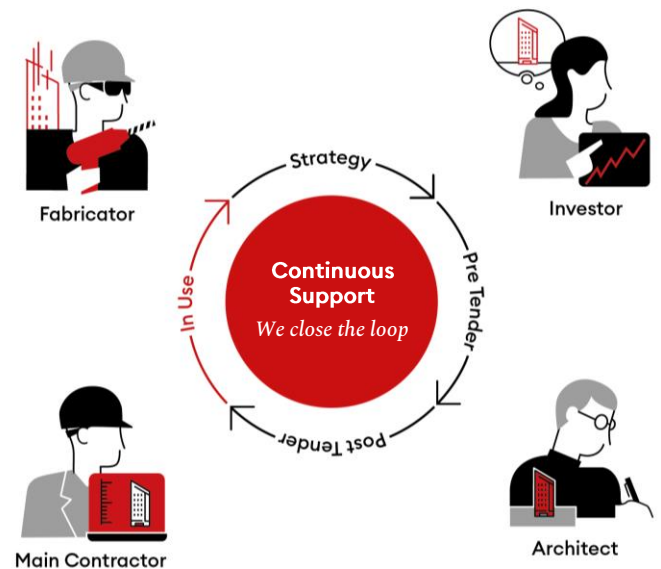 Strategy
Fabricator
Investor
Continuous
Support
We close the loop
Pre Tender
In Use
Post Tender
Main Contractor
Architect